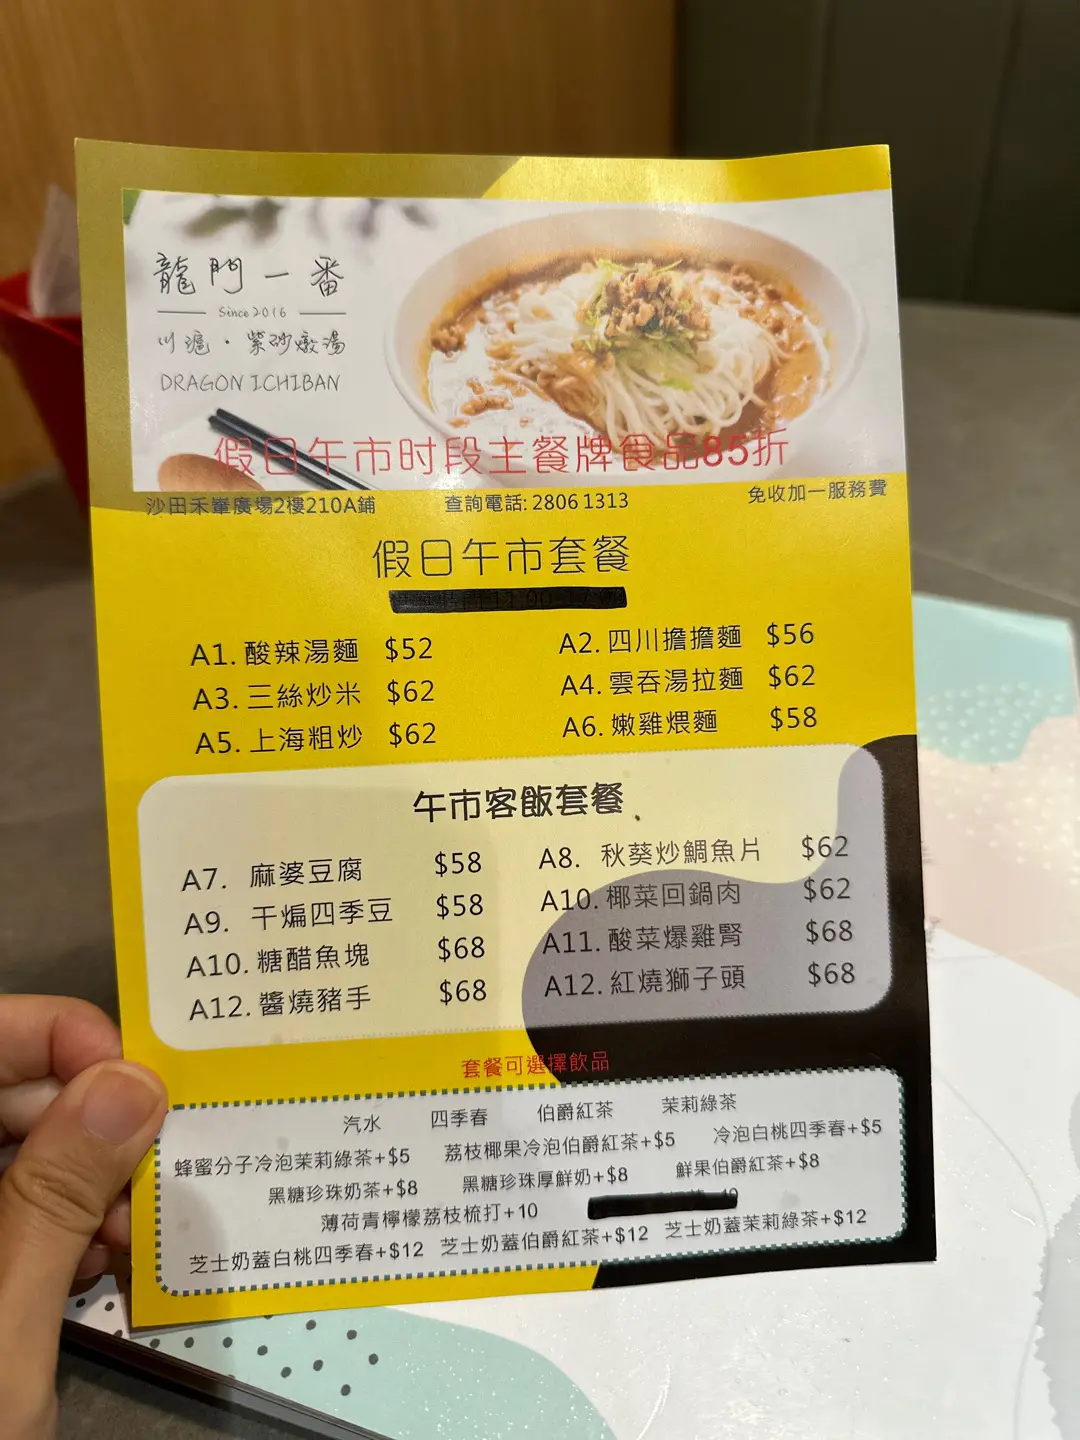 龍門一番
Since 2016
川滬·紫砂燉湯
DRAGON ICHIBAN
假日午市时段主餐牌食品85折
沙田禾輋廣場2樓210A鋪 查詢電話: 2806 1313 免收加一服務費
假日午市套餐
A1. 酸辣湯麵 $52 A2. 四川擔擔麵 $56
A3. 三絲炒米 $62 A4. 雲吞湯拉麵 $62
A5. 上海粗炒 $62 A6. 嫩雞煨麵 $58
午市客飯套餐
A7. 麻婆豆腐 $58 A8. 秋葵炒鯛魚片 $62
A9. 干煸四季豆 $58 A10. 椰菜回鍋肉 $62
A10. 糖醋魚塊 $68 A11. 酸菜爆雞腎 $68
A12. 醬燒豬手 $68 A12. 紅燒獅子頭 $68
套餐可選擇飲品
汽水 四季春 伯爵紅茶 茉莉綠茶
蜂蜜分子冷泡茉莉綠茶+$5 荔枝椰果冷泡伯爵紅茶+$5 冷泡白桃四季春+$5
黑糖珍珠奶茶+$8 黑糖珍珠厚鮮奶+$8 鮮果伯爵紅茶+$8
薄荷青檸檬荔枝梳打+10
芝士奶蓋白桃四季春+$12 芝士奶蓋伯爵紅茶+$12 芝士奶蓋茉莉綠茶+$12